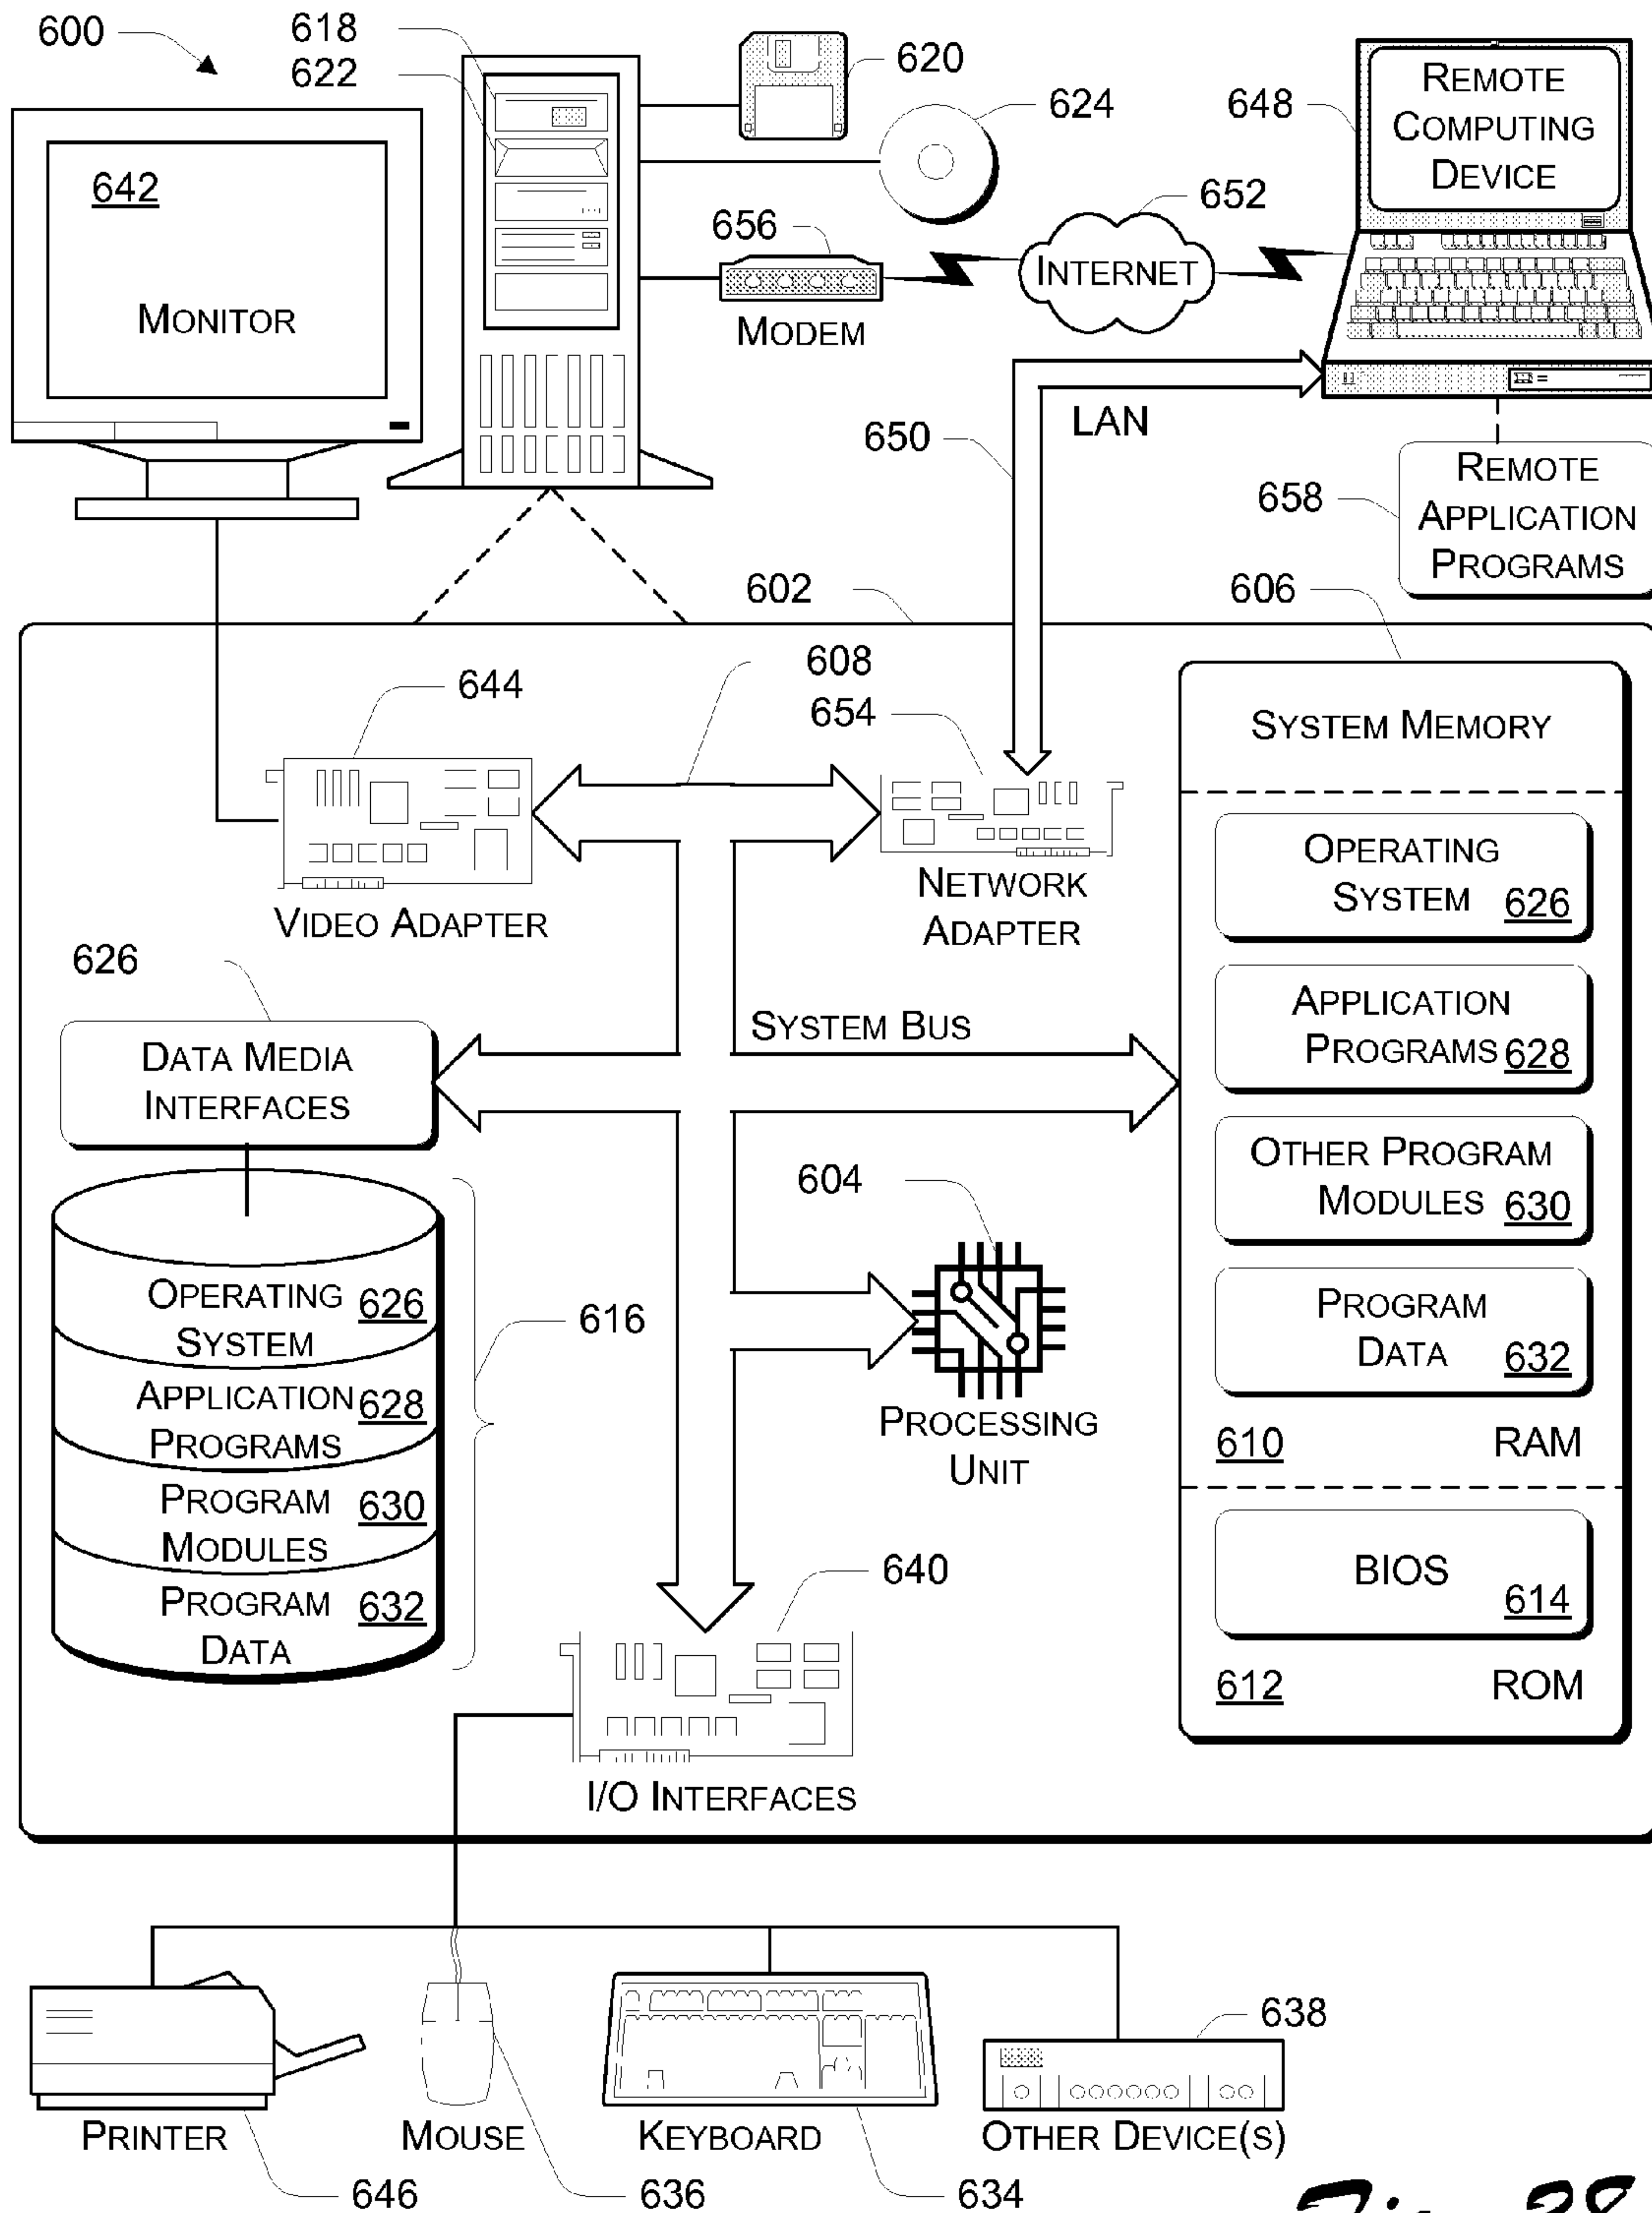 600
618
622
620
624
648
REMOTE
COMPUTING
DEVICE
642
MONITOR
656
MODEM
652
INTERNET
LAN
650
658
REMOTE
APPLICATION
PROGRAMS
602
606
608
644
654
VIDEO ADAPTER
NETWORK
ADAPTER
626
DATA MEDIA
INTERFACES
SYSTEM BUS
SYSTEM MEMORY
OPERATING
SYSTEM 626
APPLICATION
PROGRAMS 628
OTHER PROGRAM
MODULES 630
PROGRAM
DATA 632
610 RAM
BIOS
614
612 ROM
604
PROCESSING
UNIT
OPERATING 626
SYSTEM
APPLICATION 628
PROGRAMS
PROGRAM 630
MODULES
PROGRAM 632
DATA
616
640
I/O INTERFACES
638
PRINTER
MOUSE
KEYBOARD
OTHER DEVICE(S)
646
636
634